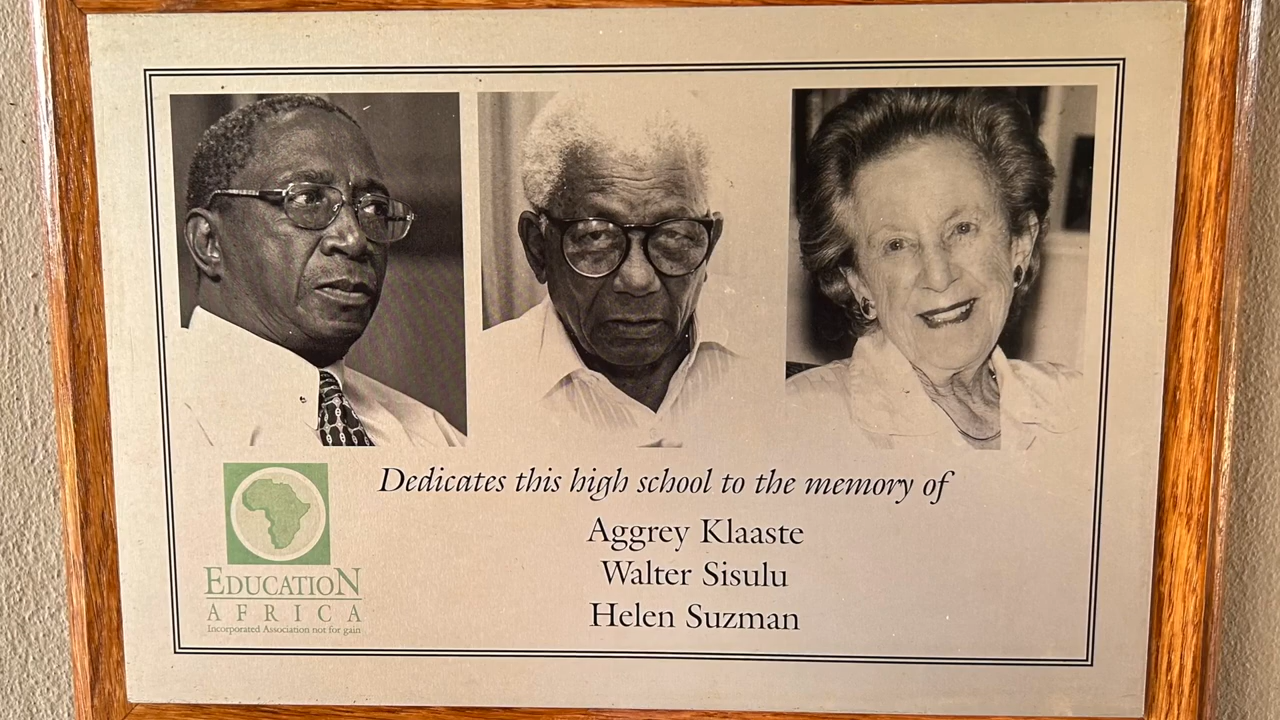 Dedicates this high school to the memory of
Aggrey Klaaste
Walter Sisulu
Helen Suzman
EDUCATION
AFRICA
Incorporated Association not for gain